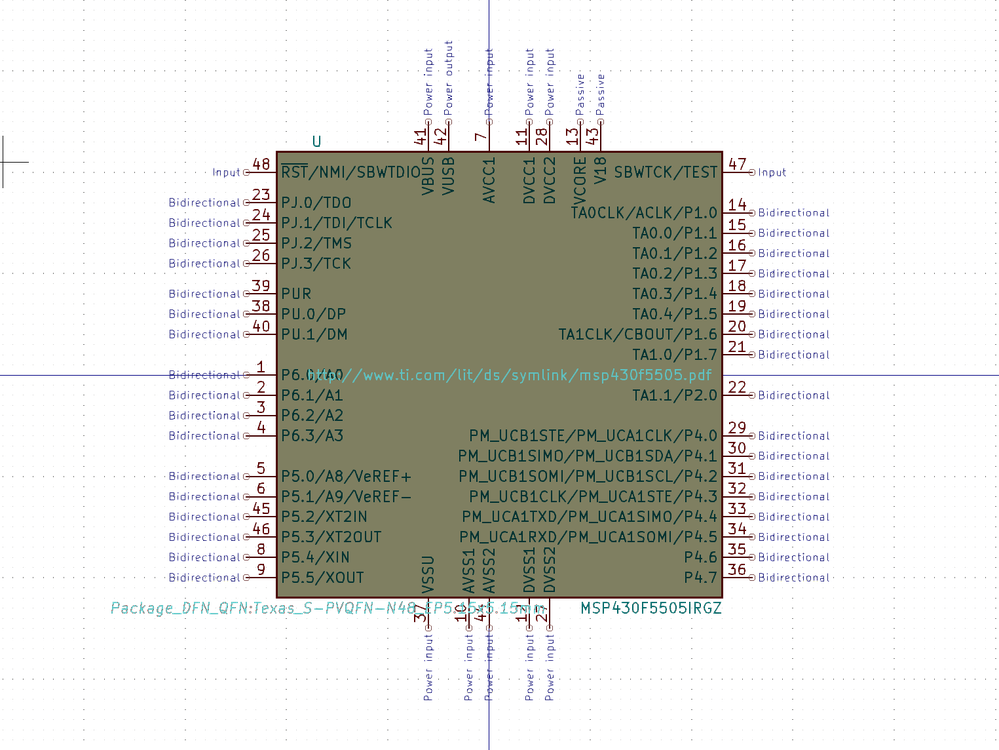 Power input
Power output
Power input
Power input
Power input
Passive
Passive
41
42
7
11
28
13
43
U
VBUS
VUSB
AVCC1
DVCC1
DVCC2
VCORE
V18
Input 48 RST/NMI/SBWTDIO
SBWTCK/TEST 47 Input
Bidirectional 23 PJ.0/TDO
Bidirectional 24 PJ.1/TDI/TCLK
Bidirectional 25 PJ.2/TMS
Bidirectional 26 PJ.3/TCK
Bidirectional 39 PUR
Bidirectional 38 PU.0/DP
Bidirectional 40 PU.1/DM
Bidirectional 1 P6.0/A0
Bidirectional 2 P6.1/A1
Bidirectional 3 P6.2/A2
Bidirectional 4 P6.3/A3
Bidirectional 5 P5.0/A8/VeREF+
Bidirectional 6 P5.1/A9/VeREF-
Bidirectional 45 P5.2/XT2IN
Bidirectional 46 P5.3/XT2OUT
Bidirectional 8 P5.4/XIN
Bidirectional 9 P5.5/XOUT
http://www.ti.com/lit/ds/symlink/msp430f5505.pdf
TA0CLK/ACLK/P1.0 14 Bidirectional
TA0.0/P1.1 15 Bidirectional
TA0.1/P1.2 16 Bidirectional
TA0.2/P1.3 17 Bidirectional
TA0.3/P1.4 18 Bidirectional
TA0.4/P1.5 19 Bidirectional
TA1CLK/CBOUT/P1.6 20 Bidirectional
TA1.0/P1.7 21 Bidirectional
TA1.1/P2.0 22 Bidirectional
PM_UCB1STE/PM_UCA1CLK/P4.0 29 Bidirectional
PM_UCB1SIMO/PM_UCB1SDA/P4.1 30 Bidirectional
PM_UCB1SOMI/PM_UCB1SCL/P4.2 31 Bidirectional
PM_UCB1CLK/PM_UCA1STE/P4.3 32 Bidirectional
PM_UCA1TXD/PM_UCA1SIMO/P4.4 33 Bidirectional
PM_UCA1RXD/PM_UCA1SOMI/P4.5 34 Bidirectional
P4.6 35 Bidirectional
P4.7 36 Bidirectional
VSSU
AVSS1
AVSS2
DVSS1
DVSS2
Package_DFN_QFN:Texas_S-PVQFN-N48_EP5.15x5.15mm
MSP430F5505IRGZ
37
Power input
Power input
Power input
Power input
Power input